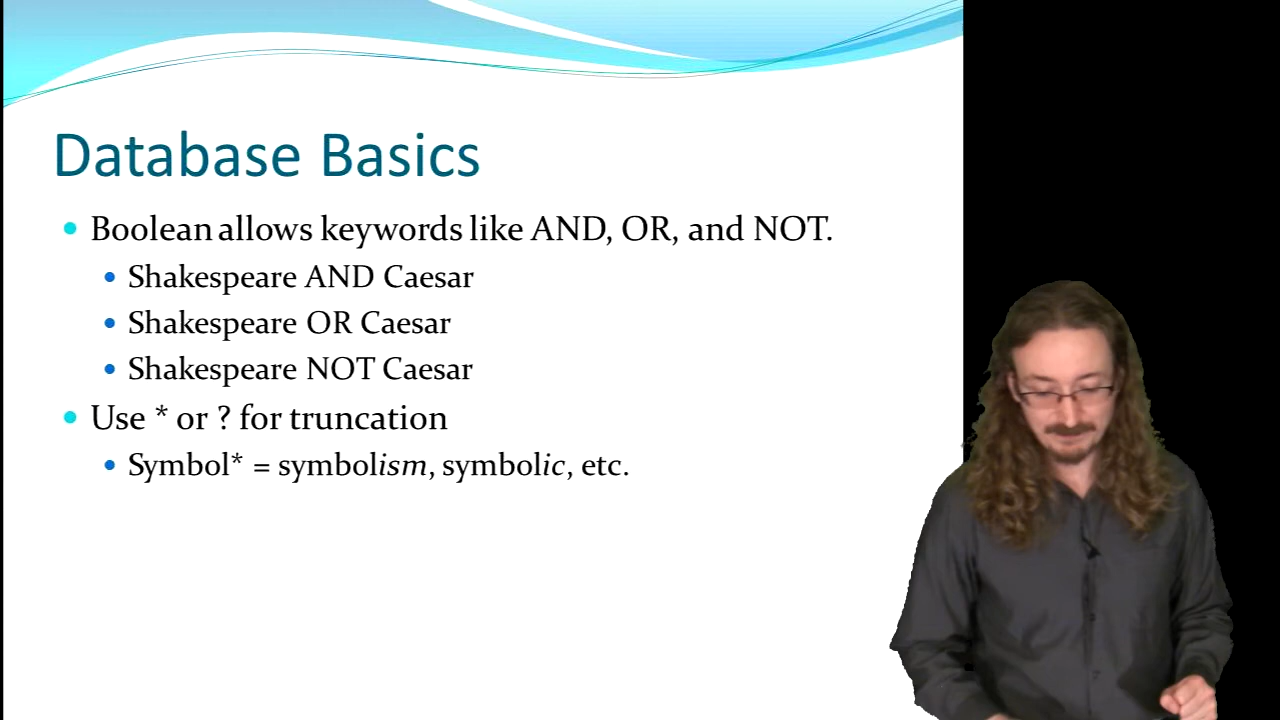 Database Basics
Boolean allows keywords like AND, OR, and NOT.
Shakespeare AND Caesar
Shakespeare OR Caesar
Shakespeare NOT Caesar
Use * or ? for truncation
Symbol* = symbolism, symbolic, etc.